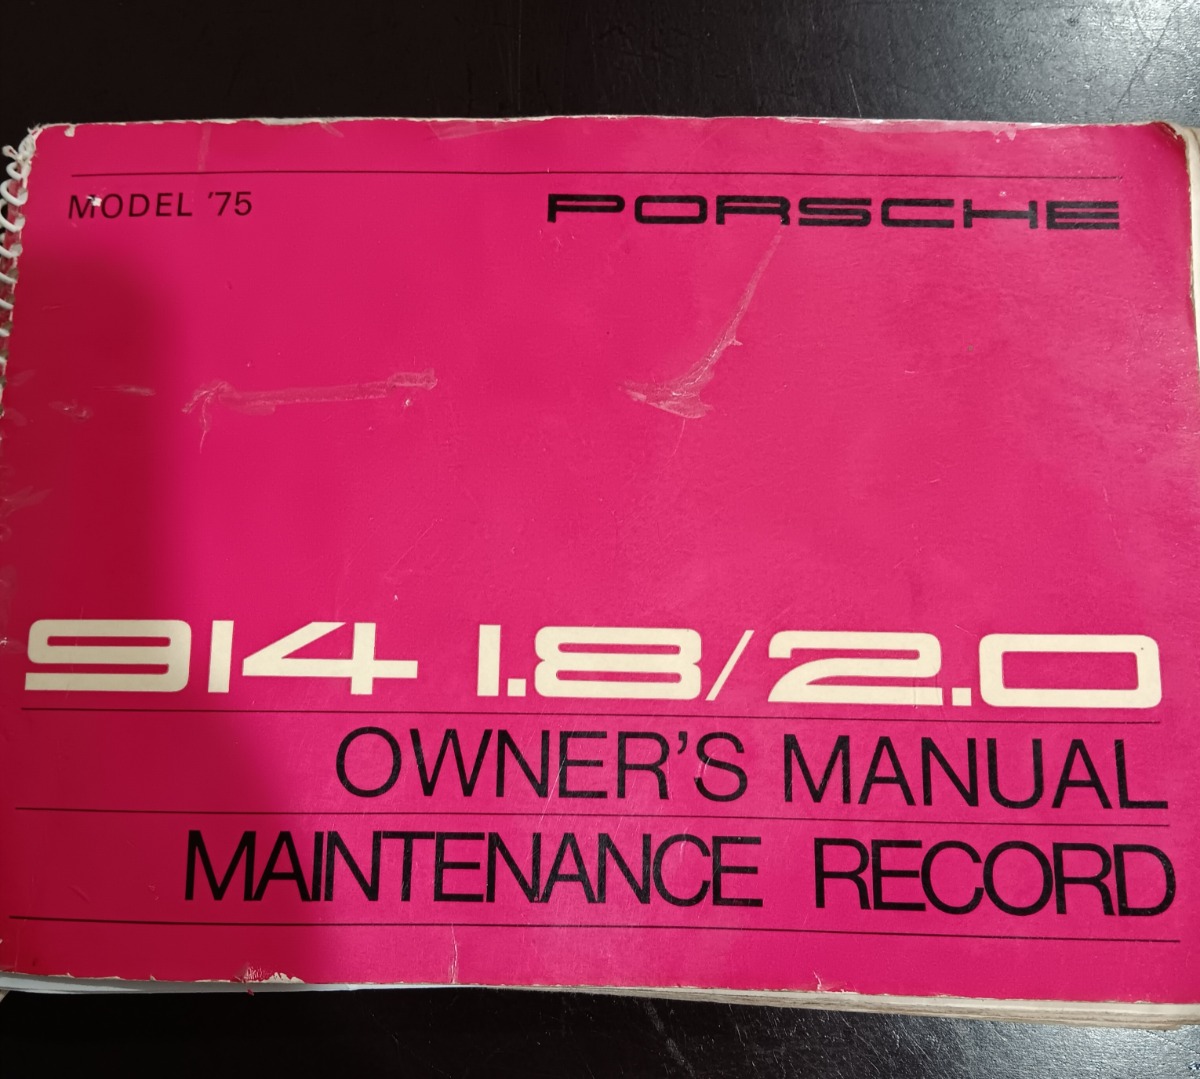 MODEL '75
PORSCHE
914 1.8/2.0
OWNER'S MANUAL
MAINTENANCE RECORD